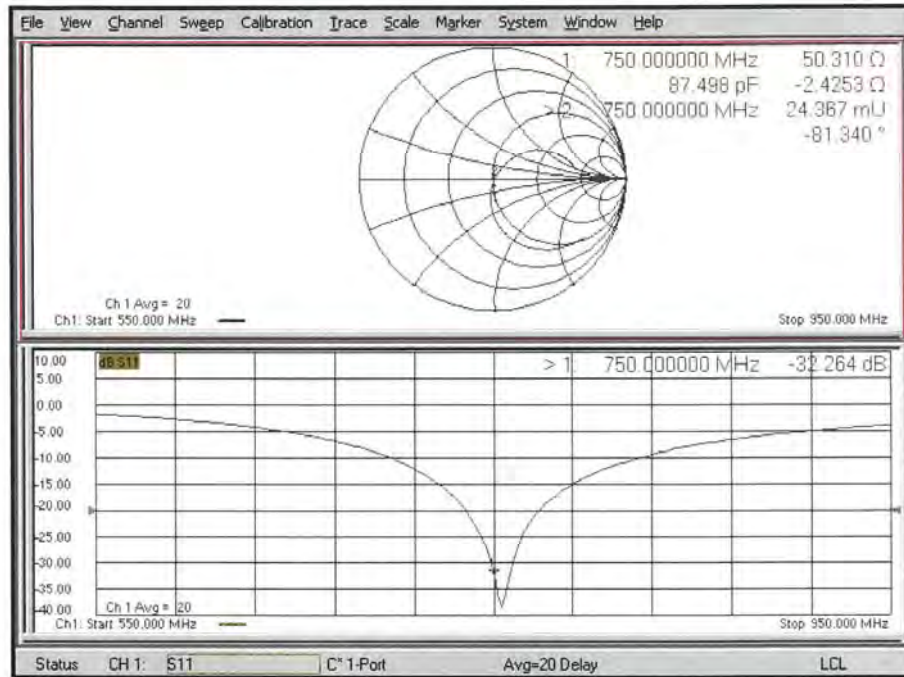 File View Channel Sweep Calibration Trace Scale Marker System Window Help
1: 750.000000 MHz 50.310 Ω
87.498 pF -2.4253 Ω
> 2: 750.000000 MHz 24.367 mU
-81.340 °
Ch 1 Avg = 20
Ch1: Start 550.000 MHz
Stop 950.000 MHz
10.00
dB S11
> 1: 750.000000 MHz -32.264 dB
5.00
0.00
-5.00
-10.00
-15.00
-20.00
-30.00
-35.00
-40.00
Ch 1 Avg = 20
Ch1: Start 550.000 MHz
Stop 950.000 MHz
Status CH 1: S11 C* 1-Port Avg=20 Delay LCL